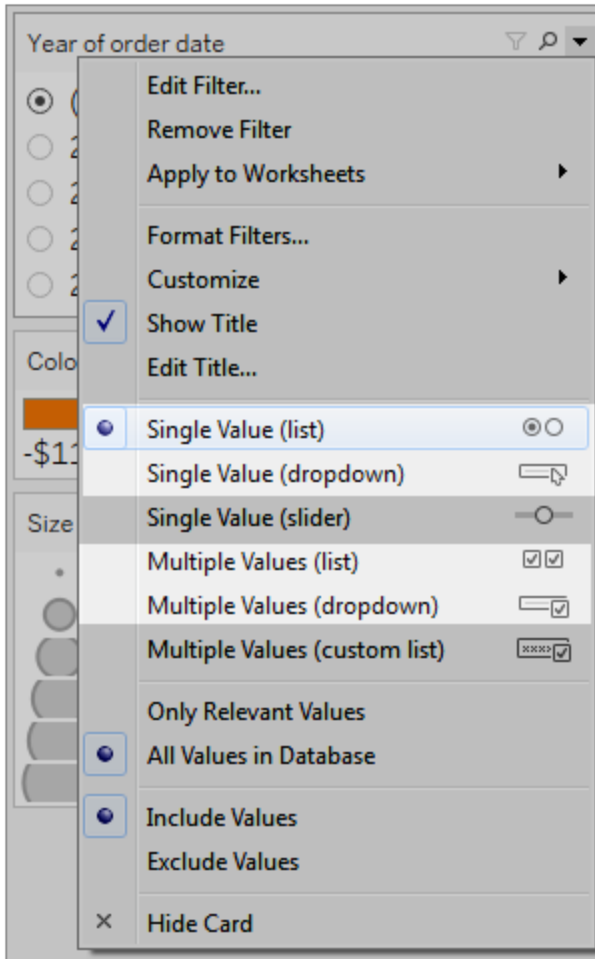 Year of order date
Edit Filter...
Remove Filter
Apply to Worksheets
Format Filters...
Customize
Show Title
Edit Title...
Colo
-$11
Single Value (list)
Single Value (dropdown)
Size
Single Value (slider)
Multiple Values (list)
Multiple Values (dropdown)
Multiple Values (custom list)
Only Relevant Values
All Values in Database
Include Values
Exclude Values
Hide Card